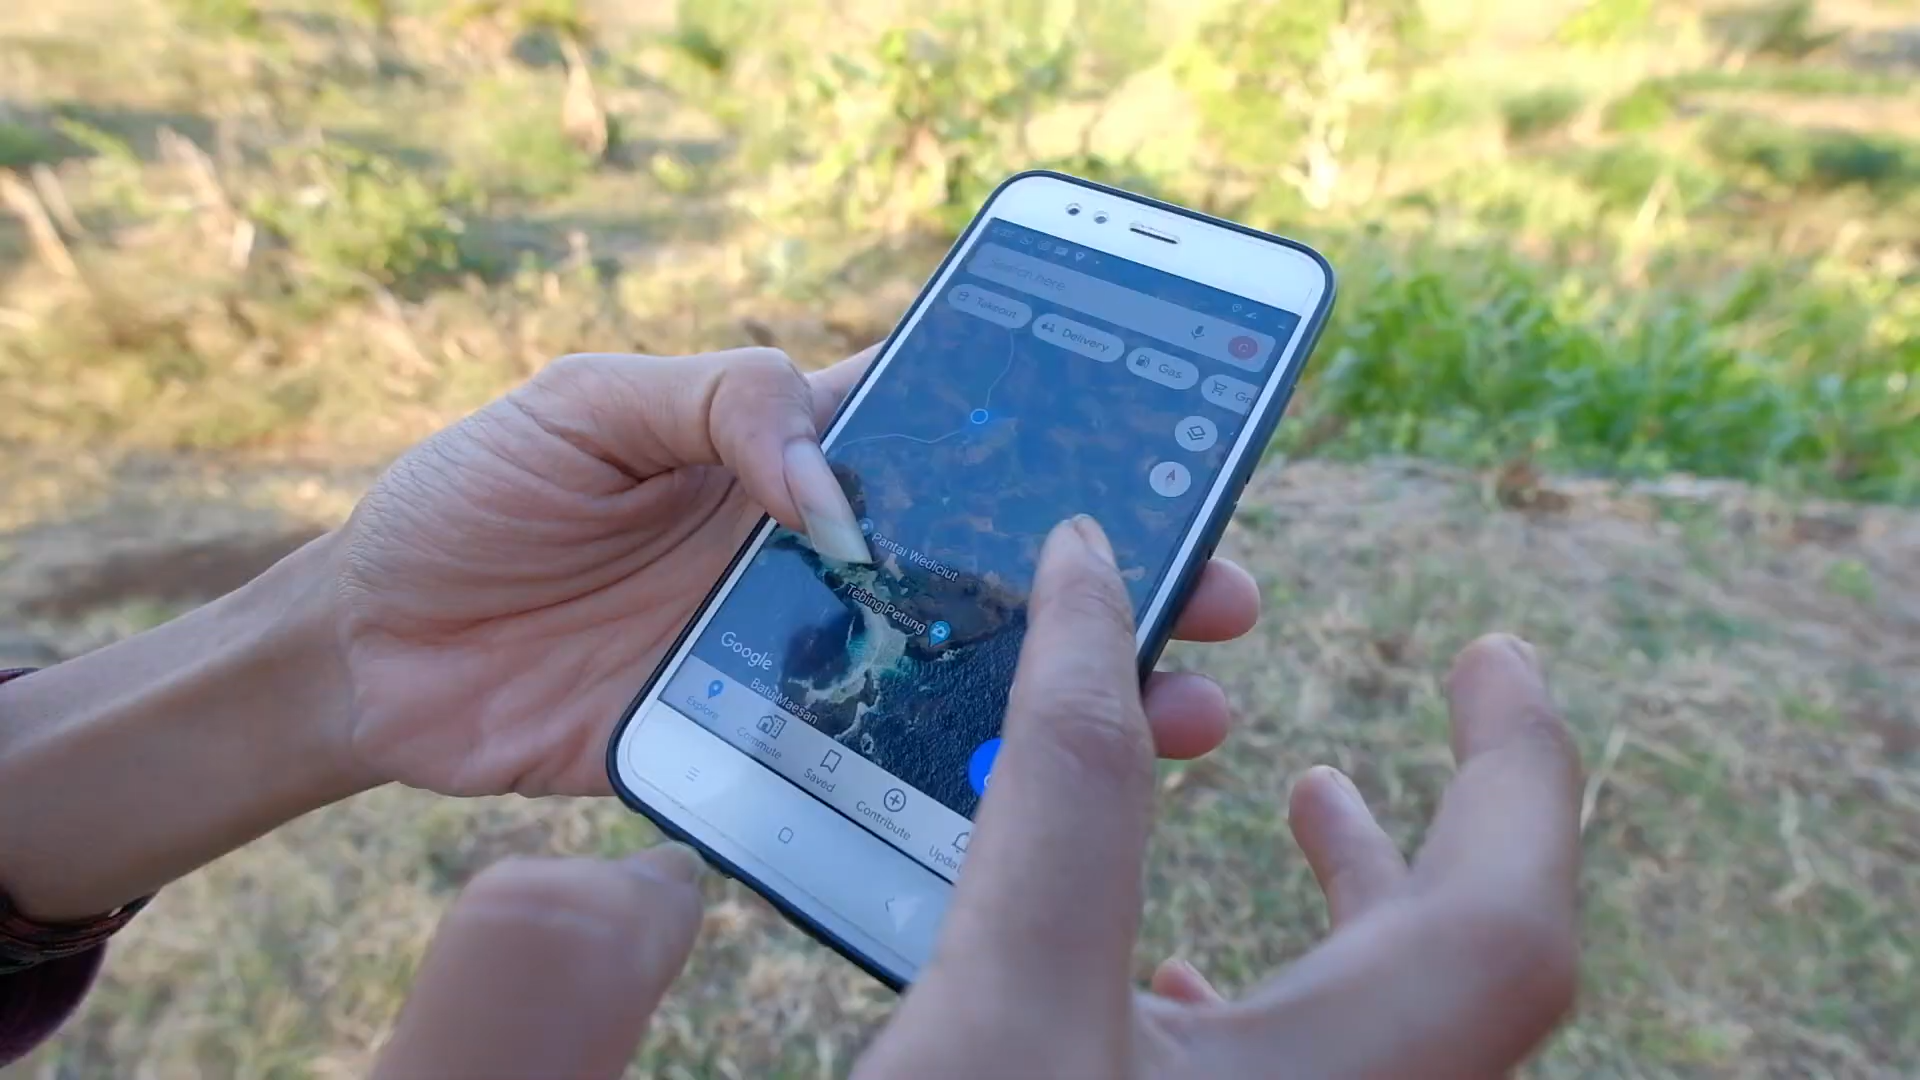 Search here
Takeout
Delivery
Gas
Pantai Wediciut
Tebing Petung
Google
Batu Maesan
Explore
Commute
Saved
Contribute